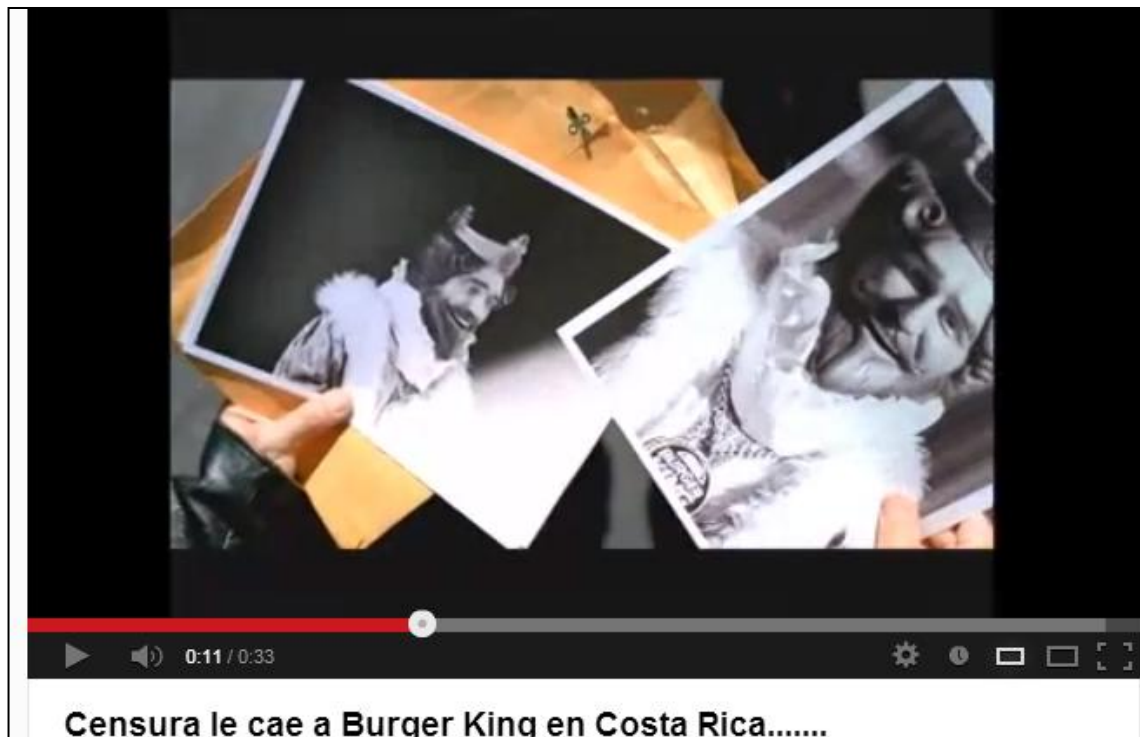 0:11 / 0:33
Censura le cae a Burger King en Costa Rica.......